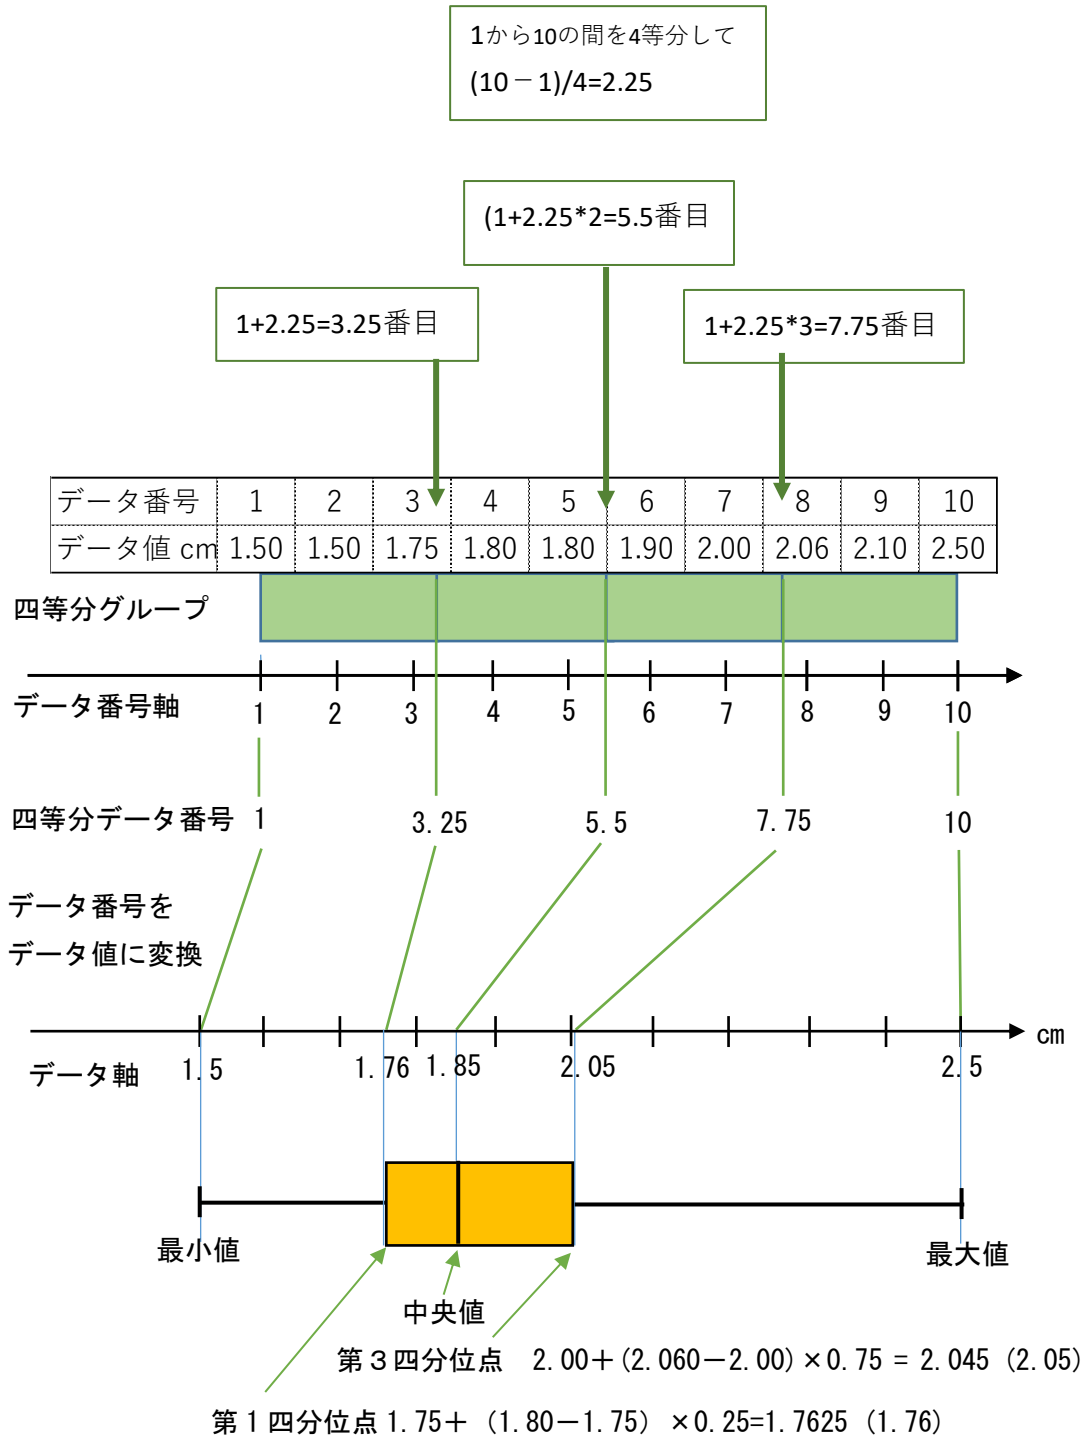 1から10の間を4等分して
(10－1)/4=2.25
(1+2.25*2=5.5番目
1+2.25=3.25番目
1+2.25*3=7.75番目
データ番号 1 2 3 4 5 6 7 8 9 10
データ値 cm 1.50 1.50 1.75 1.80 1.80 1.90 2.00 2.06 2.10 2.50
四等分グループ
データ番号軸 1 2 3 4 5 6 7 8 9 10
四等分データ番号 1 3.25 5.5 7.75 10
データ番号を
データ値に変換
cm
データ軸 1.5 1.76 1.85 2.05 2.5
最小値 最大値
中央値
第３四分位点 2.00＋(2.060－2.00)×0.75 = 2.045 (2.05)
第１四分位点 1.75＋ (1.80－1.75) ×0.25=1.7625 (1.76)